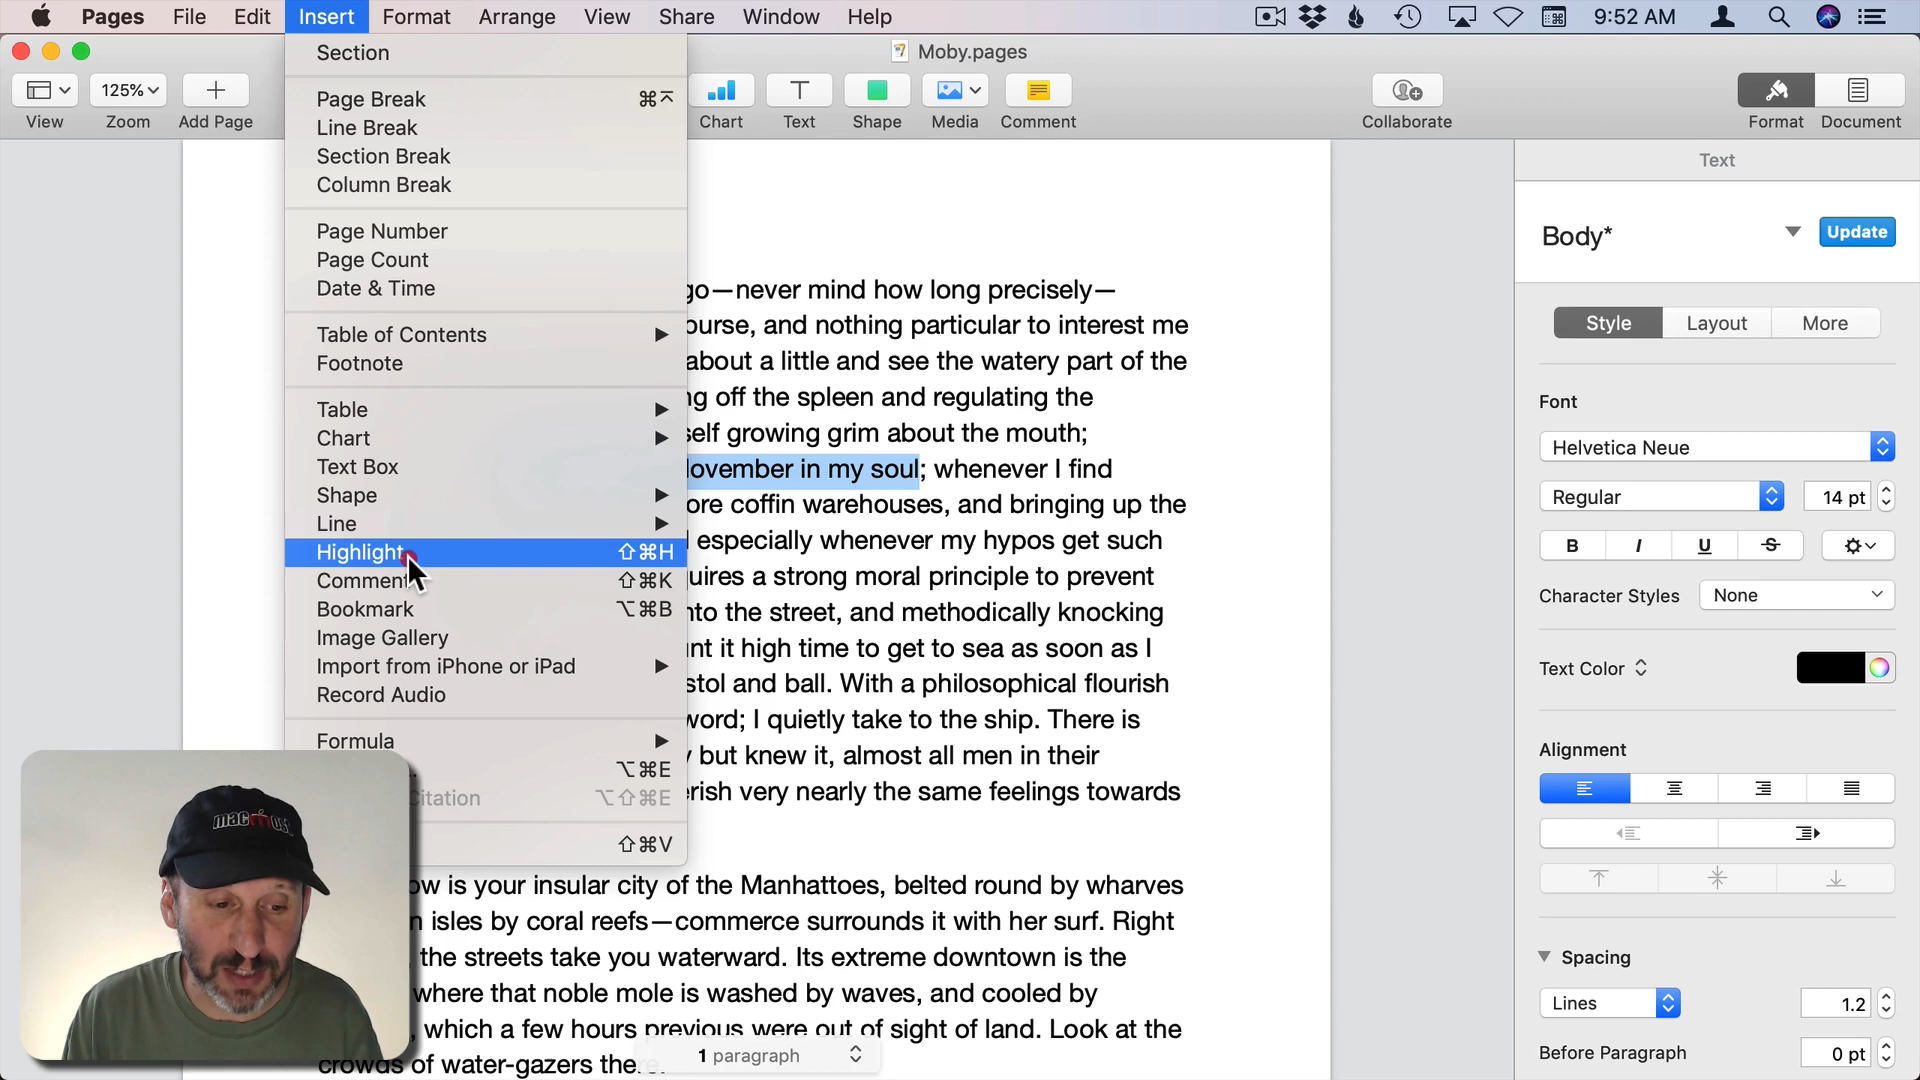 Pages File Edit Insert Format Arrange View Share Window Help 9:52 AM
Moby.pages
125%
View Zoom Add Page Chart Text Shape Media Comment Collaborate Format Document
Section
Page Break ⌘⌅
Line Break
Section Break
Column Break
Page Number
Page Count
Date & Time
Table of Contents
Footnote
Table
Chart
Text Box
Shape
Line
Highlight ⇧⌘H
Comment ⇧⌘K
Bookmark ⌥⌘B
Image Gallery
Import from iPhone or iPad
Record Audio
Formula
⌥⌘E
Citation ⌥⇧⌘E
⇧⌘V
go—never mind how long precisely—
ourse, and nothing particular to interest me
about a little and see the watery part of the
ng off the spleen and regulating the
self growing grim about the mouth;
ovember in my soul; whenever I find
ore coffin warehouses, and bringing up the
especially whenever my hypos get such
uires a strong moral principle to prevent
nto the street, and methodically knocking
unt it high time to get to sea as soon as I
stol and ball. With a philosophical flourish
word; I quietly take to the ship. There is
but knew it, almost all men in their
rish very nearly the same feelings towards
ow is your insular city of the Manhattoes, belted round by wharves
n isles by coral reefs—commerce surrounds it with her surf. Right
the streets take you waterward. Its extreme downtown is the
where that noble mole is washed by waves, and cooled by
, which a few hours previous were out of sight of land. Look at the
crowds of water-gazers there.
1 paragraph
Text
Body* Update
Style Layout More
Font
Helvetica Neue
Regular 14 pt
B I U S
Character Styles None
Text Color
Alignment
Spacing
Lines 1.2
Before Paragraph 0 pt